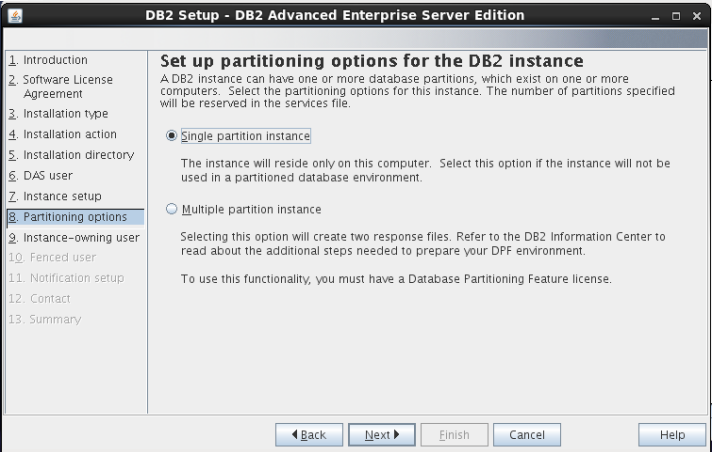 DB2 Setup - DB2 Advanced Enterprise Server Edition
1. Introduction
2. Software License
Agreement
3. Installation type
4. Installation action
5. Installation directory
6. DAS user
7. Instance setup
8. Partitioning options
9. Instance-owning user
10. Fenced user
11. Notification setup
12. Contact
13. Summary
Set up partitioning options for the DB2 instance
A DB2 instance can have one or more database partitions, which exist on one or more
computers.  Select the partitioning options for this instance. The number of partitions specified
will be reserved in the services file.
Single partition instance
The instance will reside only on this computer.  Select this option if the instance will not be
used in a partitioned database environment.
Multiple partition instance
Selecting this option will create two response files. Refer to the DB2 Information Center to
read about the additional steps needed to prepare your DPF environment.
To use this functionality, you must have a Database Partitioning Feature license.
Back
Next
Finish
Cancel
Help